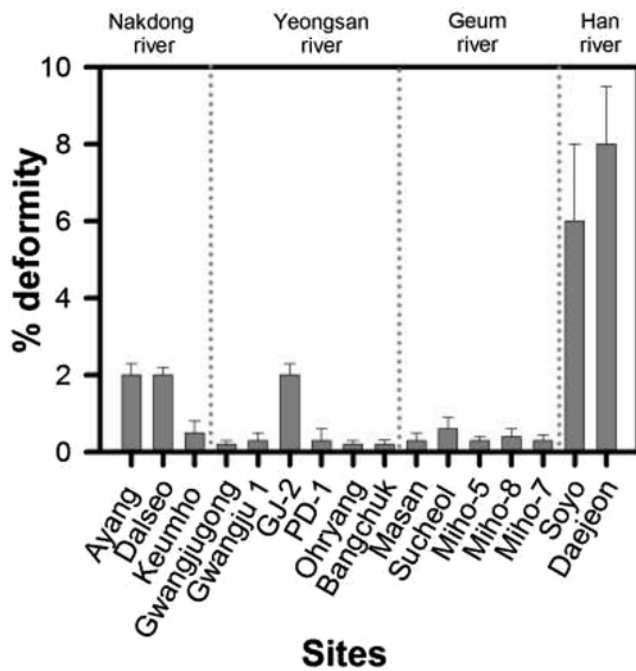 Nakdong river
Yeongsan river
Geum river
Han river
% deformity
10
8
6
4
2
0
Ayang
Dalseo
Keumho
Gwangjugong
Gwangju 1
GJ-2
PD-1
Ohryang
Bangchuk
Masan
Sucheol
Miho-5
Miho-8
Miho-7
Soyo
Daejeon
Sites